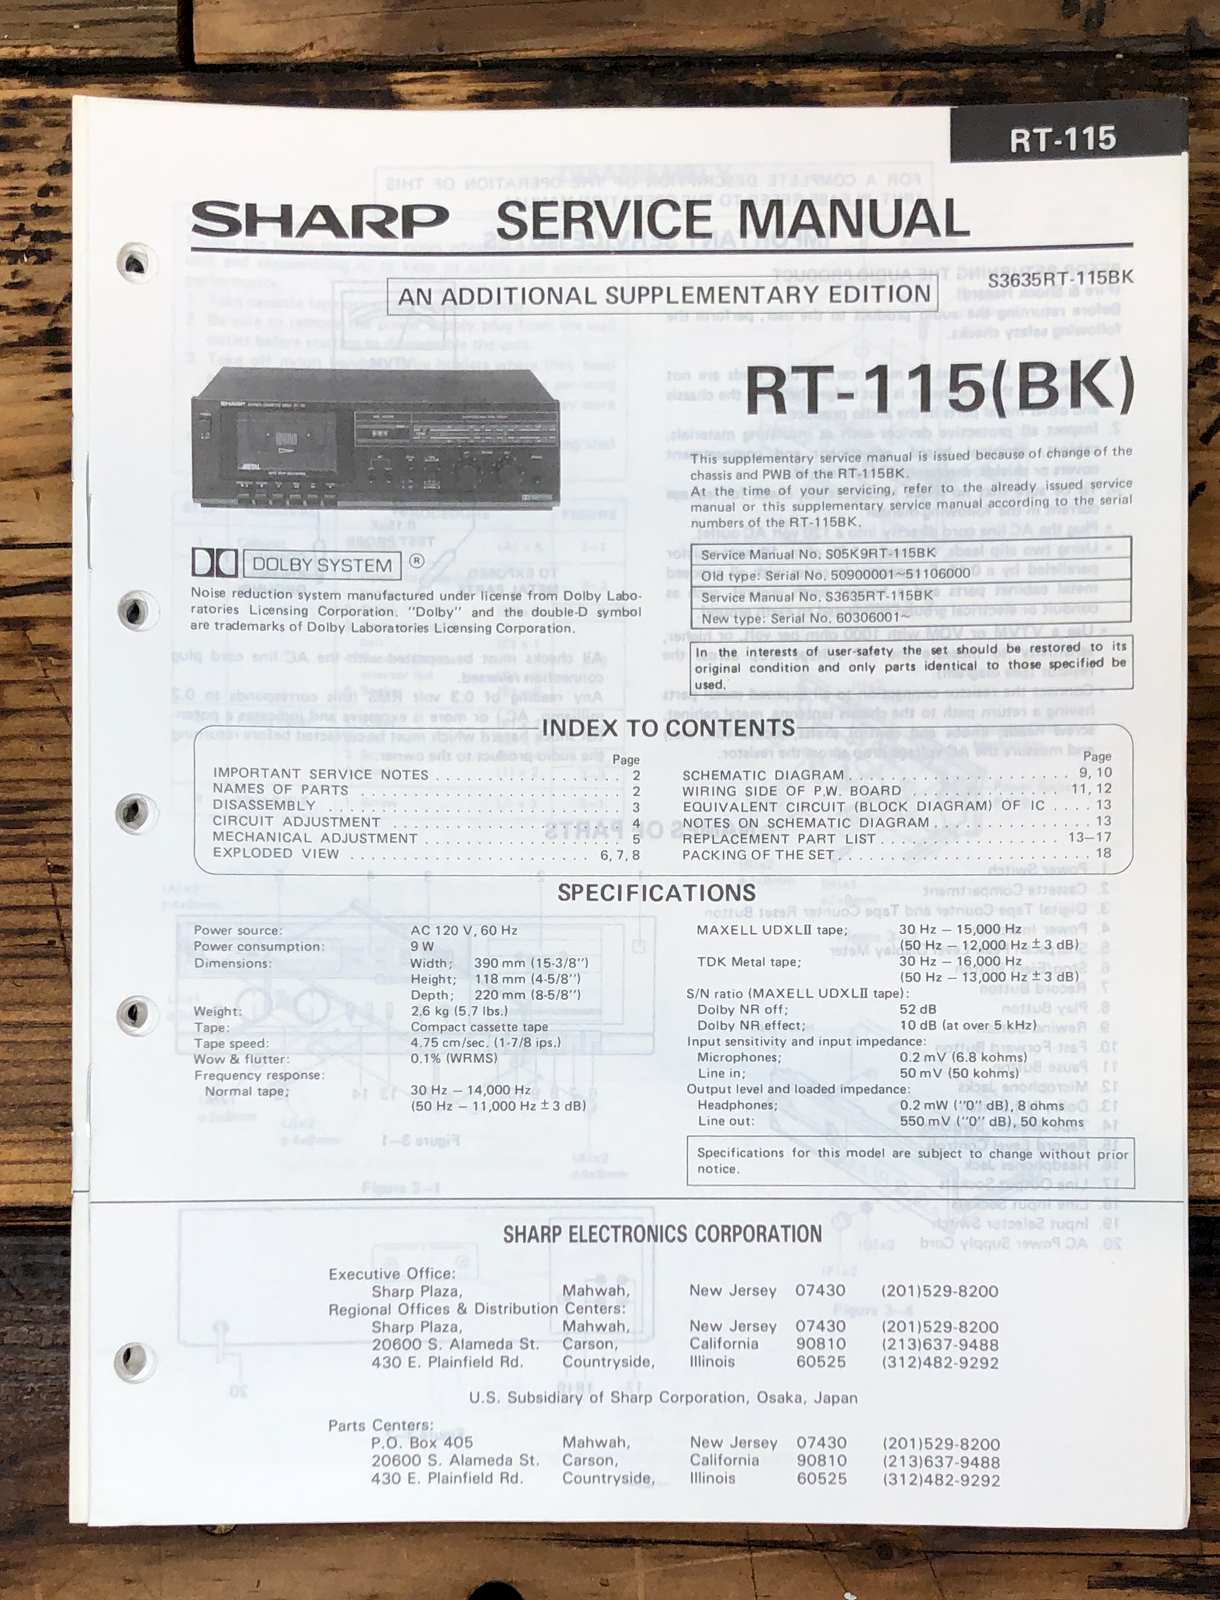 RT-115
SHARP SERVICE MANUAL
AN ADDITIONAL SUPPLEMENTARY EDITION
S3635RT-115BK
RT-115(BK)
SHARP
METAL
This supplementary service manual is issued because of change of the
chassis and PWB of the RT-115BK.
At the time of your servicing, refer to the already issued service
manual or this supplementary service manual according to the serial
numbers of the RT-115BK.
Service Manual No. S05K9RT-115BK
Old type: Serial No. 50900001~51106000
Service Manual No. S3635RT-115BK
New type: Serial No. 60306001~
DOLBY SYSTEM ®
Noise reduction system manufactured under license from Dolby Labo-
ratories Licensing Corporation. "Dolby" and the double-D symbol
are trademarks of Dolby Laboratories Licensing Corporation.
In the interests of user-safety the set should be restored to its
original condition and only parts identical to those specified be
used.
INDEX TO CONTENTS
Page
IMPORTANT SERVICE NOTES . . . . . . . . . . . . . . . . . . 2
NAMES OF PARTS . . . . . . . . . . . . . . . . . . . . . . . . . 2
DISASSEMBLY . . . . . . . . . . . . . . . . . . . . . . . . . . . 3
CIRCUIT ADJUSTMENT . . . . . . . . . . . . . . . . . . . . . 4
MECHANICAL ADJUSTMENT . . . . . . . . . . . . . . . . . . 5
EXPLODED VIEW . . . . . . . . . . . . . . . . . . . . . . . 6, 7, 8
Page
SCHEMATIC DIAGRAM . . . . . . . . . . . . . . . . . . . . . 9, 10
WIRING SIDE OF P.W. BOARD . . . . . . . . . . . . . . 11, 12
EQUIVALENT CIRCUIT (BLOCK DIAGRAM) OF IC . . . . 13
NOTES ON SCHEMATIC DIAGRAM . . . . . . . . . . . . . . 13
REPLACEMENT PART LIST . . . . . . . . . . . . . . . . 13–17
PACKING OF THE SET . . . . . . . . . . . . . . . . . . . . . . 18
SPECIFICATIONS
Power source: AC 120 V, 60 Hz
Power consumption: 9 W
Dimensions: Width; 390 mm (15-3/8")
Height; 118 mm (4-5/8")
Depth; 220 mm (8-5/8")
Weight: 2.6 kg (5.7 lbs.)
Tape: Compact cassette tape
Tape speed: 4.75 cm/sec. (1-7/8 ips.)
Wow & flutter: 0.1% (WRMS)
Frequency response:
Normal tape; 30 Hz – 14,000 Hz
(50 Hz – 11,000 Hz ± 3 dB)
MAXELL UDXLII tape; 30 Hz – 15,000 Hz
(50 Hz – 12,000 Hz ± 3 dB)
TDK Metal tape; 30 Hz – 16,000 Hz
(50 Hz – 13,000 Hz ± 3 dB)
S/N ratio (MAXELL UDXLII tape):
Dolby NR off; 52 dB
Dolby NR effect; 10 dB (at over 5 kHz)
Input sensitivity and input impedance:
Microphones; 0.2 mV (6.8 kohms)
Line in; 50 mV (50 kohms)
Output level and loaded impedance:
Headphones; 0.2 mW ("0" dB), 8 ohms
Line out: 550 mV ("0" dB), 50 kohms
Specifications for this model are subject to change without prior
notice.
SHARP ELECTRONICS CORPORATION
Executive Office:
Sharp Plaza, Mahwah, New Jersey 07430 (201)529-8200
Regional Offices & Distribution Centers:
Sharp Plaza, Mahwah, New Jersey 07430 (201)529-8200
20600 S. Alameda St. Carson, California 90810 (213)637-9488
430 E. Plainfield Rd. Countryside, Illinois 60525 (312)482-9292
U.S. Subsidiary of Sharp Corporation, Osaka, Japan
Parts Centers:
P.O. Box 405 Mahwah, New Jersey 07430 (201)529-8200
20600 S. Alameda St. Carson, California 90810 (213)637-9488
430 E. Plainfield Rd. Countryside, Illinois 60525 (312)482-9292